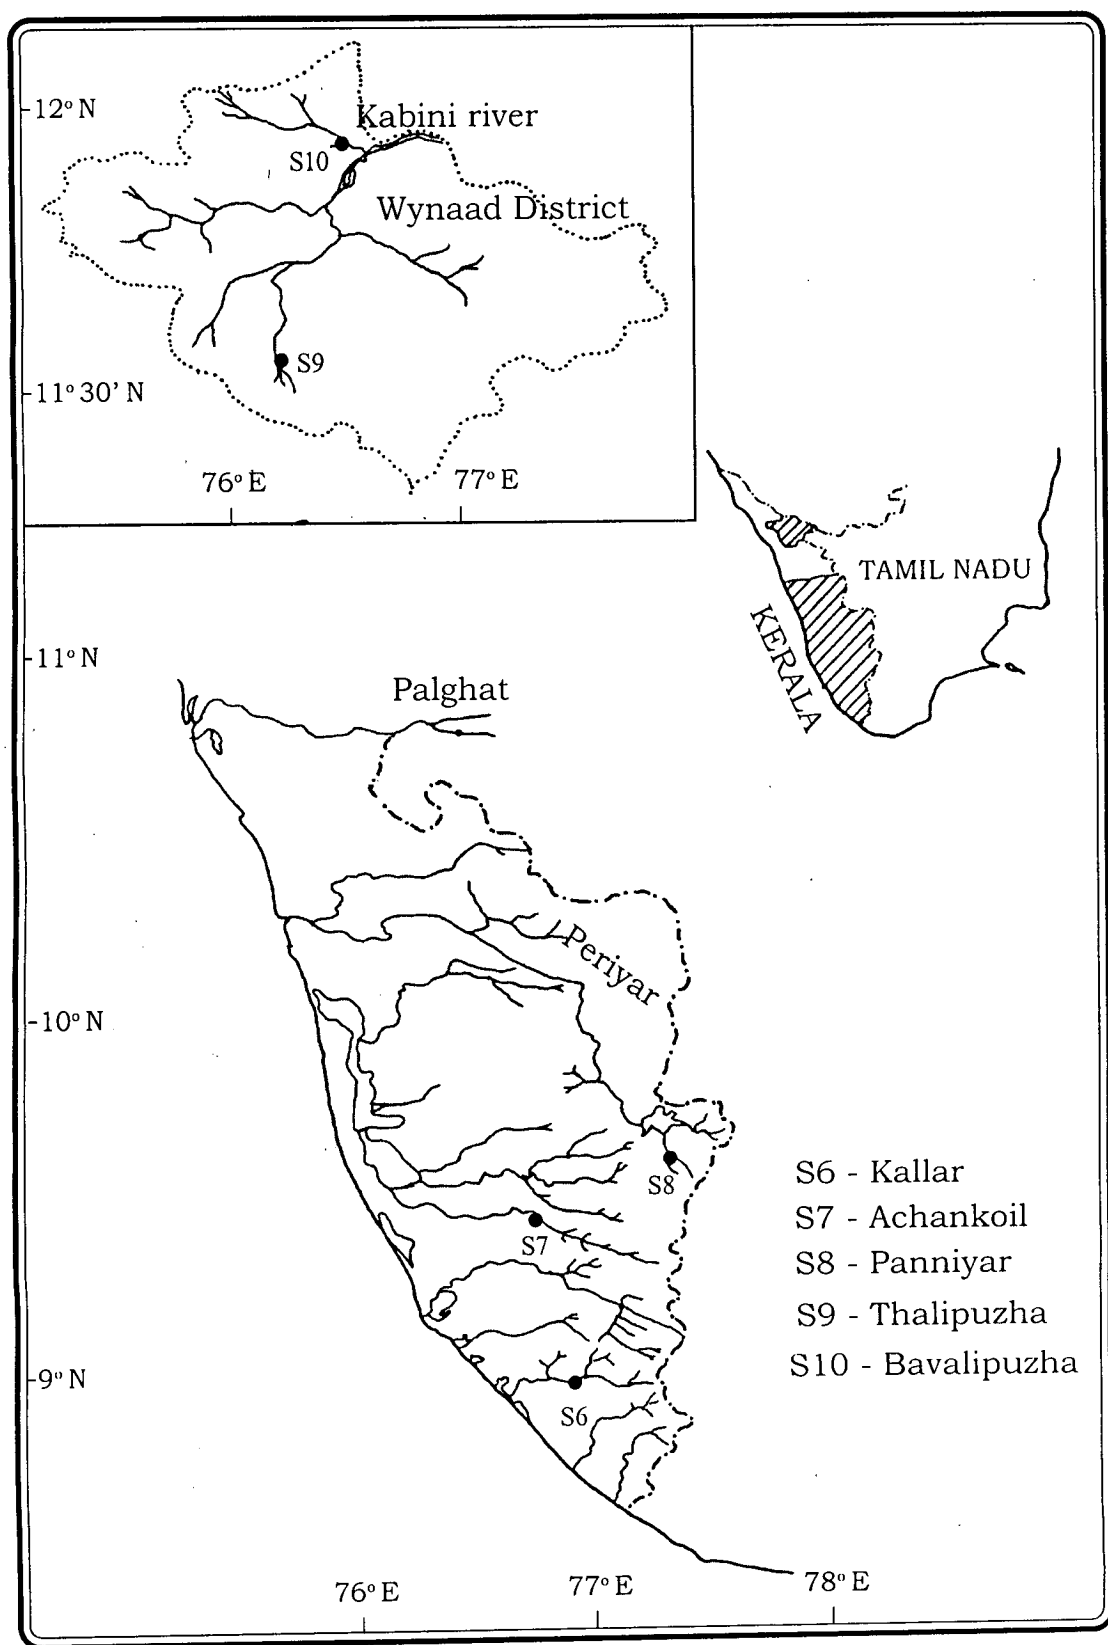 12° N
Kabini river
S10
Wynaad District
S9
11° 30' N
76° E
77° E
TAMIL NADU
KERALA
11° N
Palghat
Periyar
10° N
S8
S7
S6 - Kallar
S7 - Achankoil
S8 - Panniyar
S9 - Thalipuzha
S10 - Bavalipuzha
9° N
S6
76° E
77° E
78° E